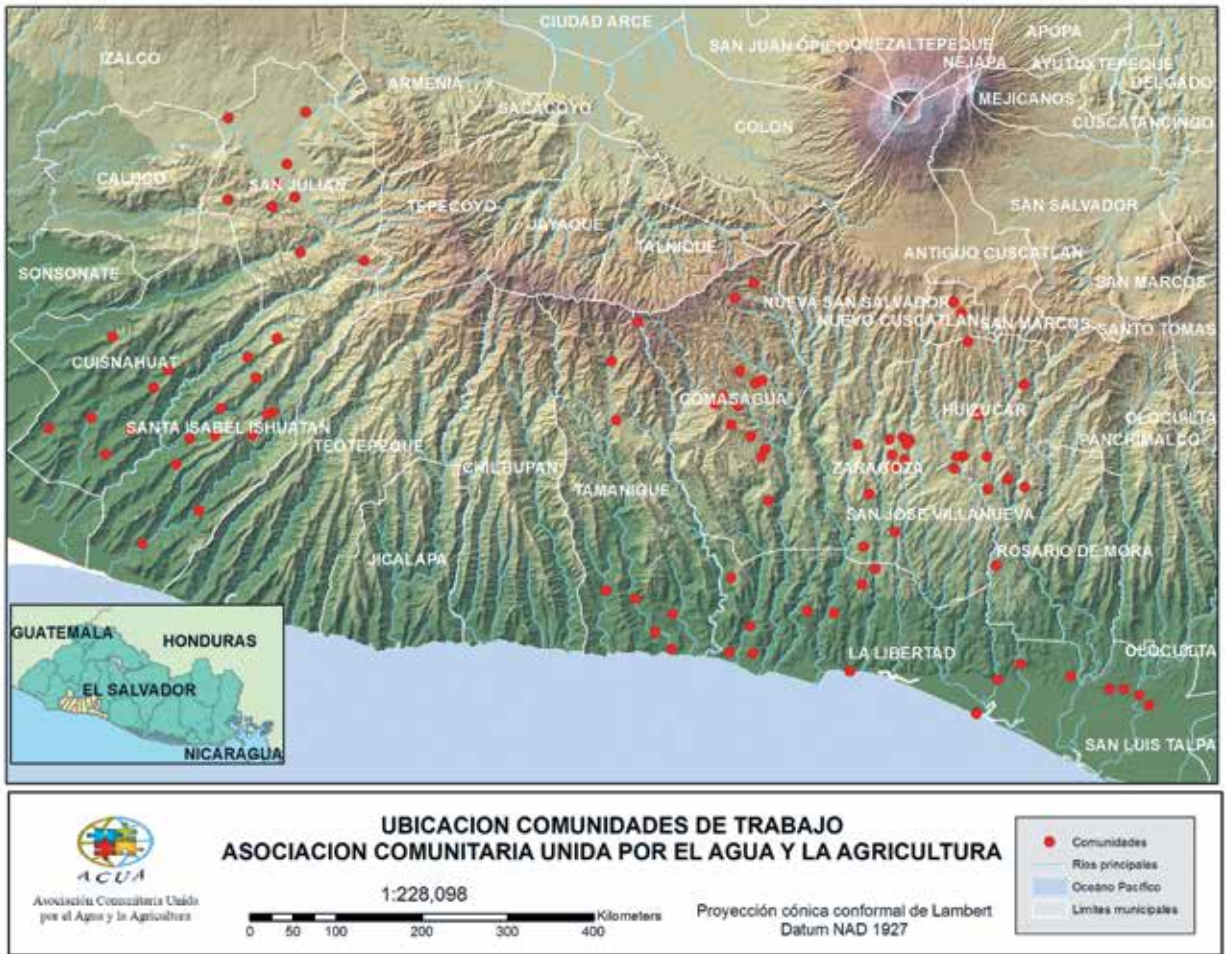 CIUDAD ARCE
SAN JUAN OPICO
QUEZALTEPEQUE
APOPA
IZALCO
NEJAPA
AYUTUXTEPEQUE
ARMENIA
DELGADO
SACACOYO
MEJICANOS
COLON
CUSCATANCINGO
CALUCO
SAN JULIAN
TEPECOYO
JAYAQUE
SAN SALVADOR
TALNIQUE
ANTIGUO CUSCATLAN
SONSONATE
SAN MARCOS
NUEVA SAN SALVADOR
NUEVO CUSCATLAN
SAN MARCOS
SANTO TOMAS
CUISNAHUAT
COMASAGUA
HUIZUCAR
OLOCUILTA
SANTA ISABEL ISHUATAN
TEOTEPEQUE
PANCHIMALCO
CHILTIUPAN
ZARAGOZA
TAMANIQUE
SAN JOSE VILLANUEVA
JICALAPA
ROSARIO DE MORA
GUATEMALA
HONDURAS
LA LIBERTAD
OLOCUILTA
EL SALVADOR
NICARAGUA
SAN LUIS TALPA
UBICACION COMUNIDADES DE TRABAJO
ASOCIACION COMUNITARIA UNIDA POR EL AGUA Y LA AGRICULTURA
ACUA
Asociación Comunitaria Unida
por el Agua y la Agricultura
1:228,098
Kilometers
0 50 100 200 300 400
Proyección cónica conformal de Lambert
Datum NAD 1927
Comunidades
Rios principales
Oceáno Pacífico
Limites municipales